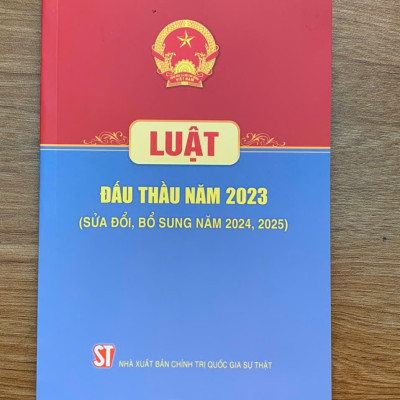 LUẬT
ĐẤU THẦU NĂM 2023
(SỬA ĐỔI, BỔ SUNG NĂM 2024, 2025)
ST NHÀ XUẤT BẢN CHÍNH TRỊ QUỐC GIA SỰ THẬT